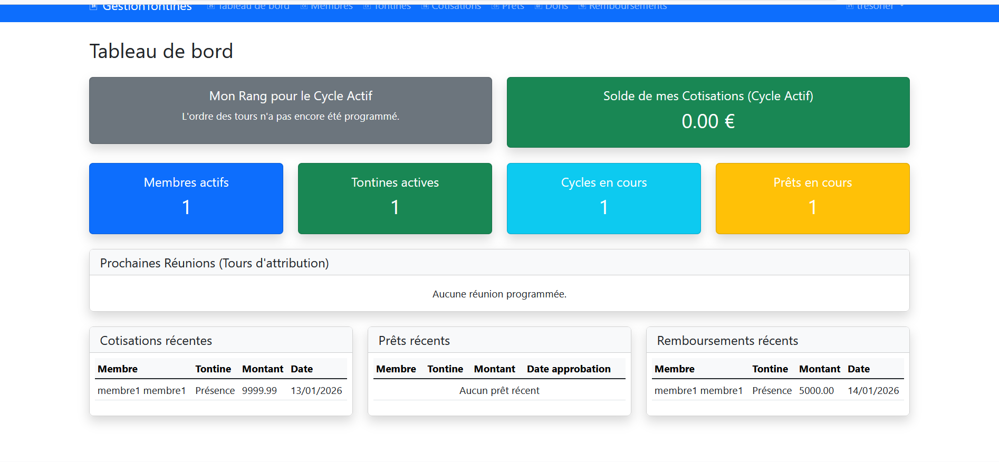 GestionTontines Tableau de bord Membres Tontines Cotisations Prêts Dons Remboursements trésorier
Tableau de bord
Mon Rang pour le Cycle Actif
L'ordre des tours n'a pas encore été programmé.
Solde de mes Cotisations (Cycle Actif)
0.00 €
Membres actifs
1
Tontines actives
1
Cycles en cours
1
Prêts en cours
1
Prochaines Réunions (Tours d'attribution)
Aucune réunion programmée.
Cotisations récentes
Membre Tontine Montant Date
membre1 membre1 Présence 9999.99 13/01/2026
Prêts récents
Membre Tontine Montant Date approbation
Aucun prêt récent
Remboursements récents
Membre Tontine Montant Date
membre1 membre1 Présence 5000.00 14/01/2026